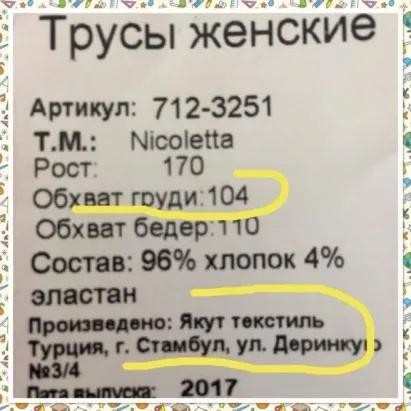 Трусы женские
Артикул: 712-3251
Т.М.: Nicoletta
Рост: 170
Обхват груди:104
Обхват бедер:110
Состав: 96% хлопок 4%
эластан
Произведено: Якут текстиль
Турция, г. Стамбул, ул. Деринкую
№3/4
Дата выпуска: 2017